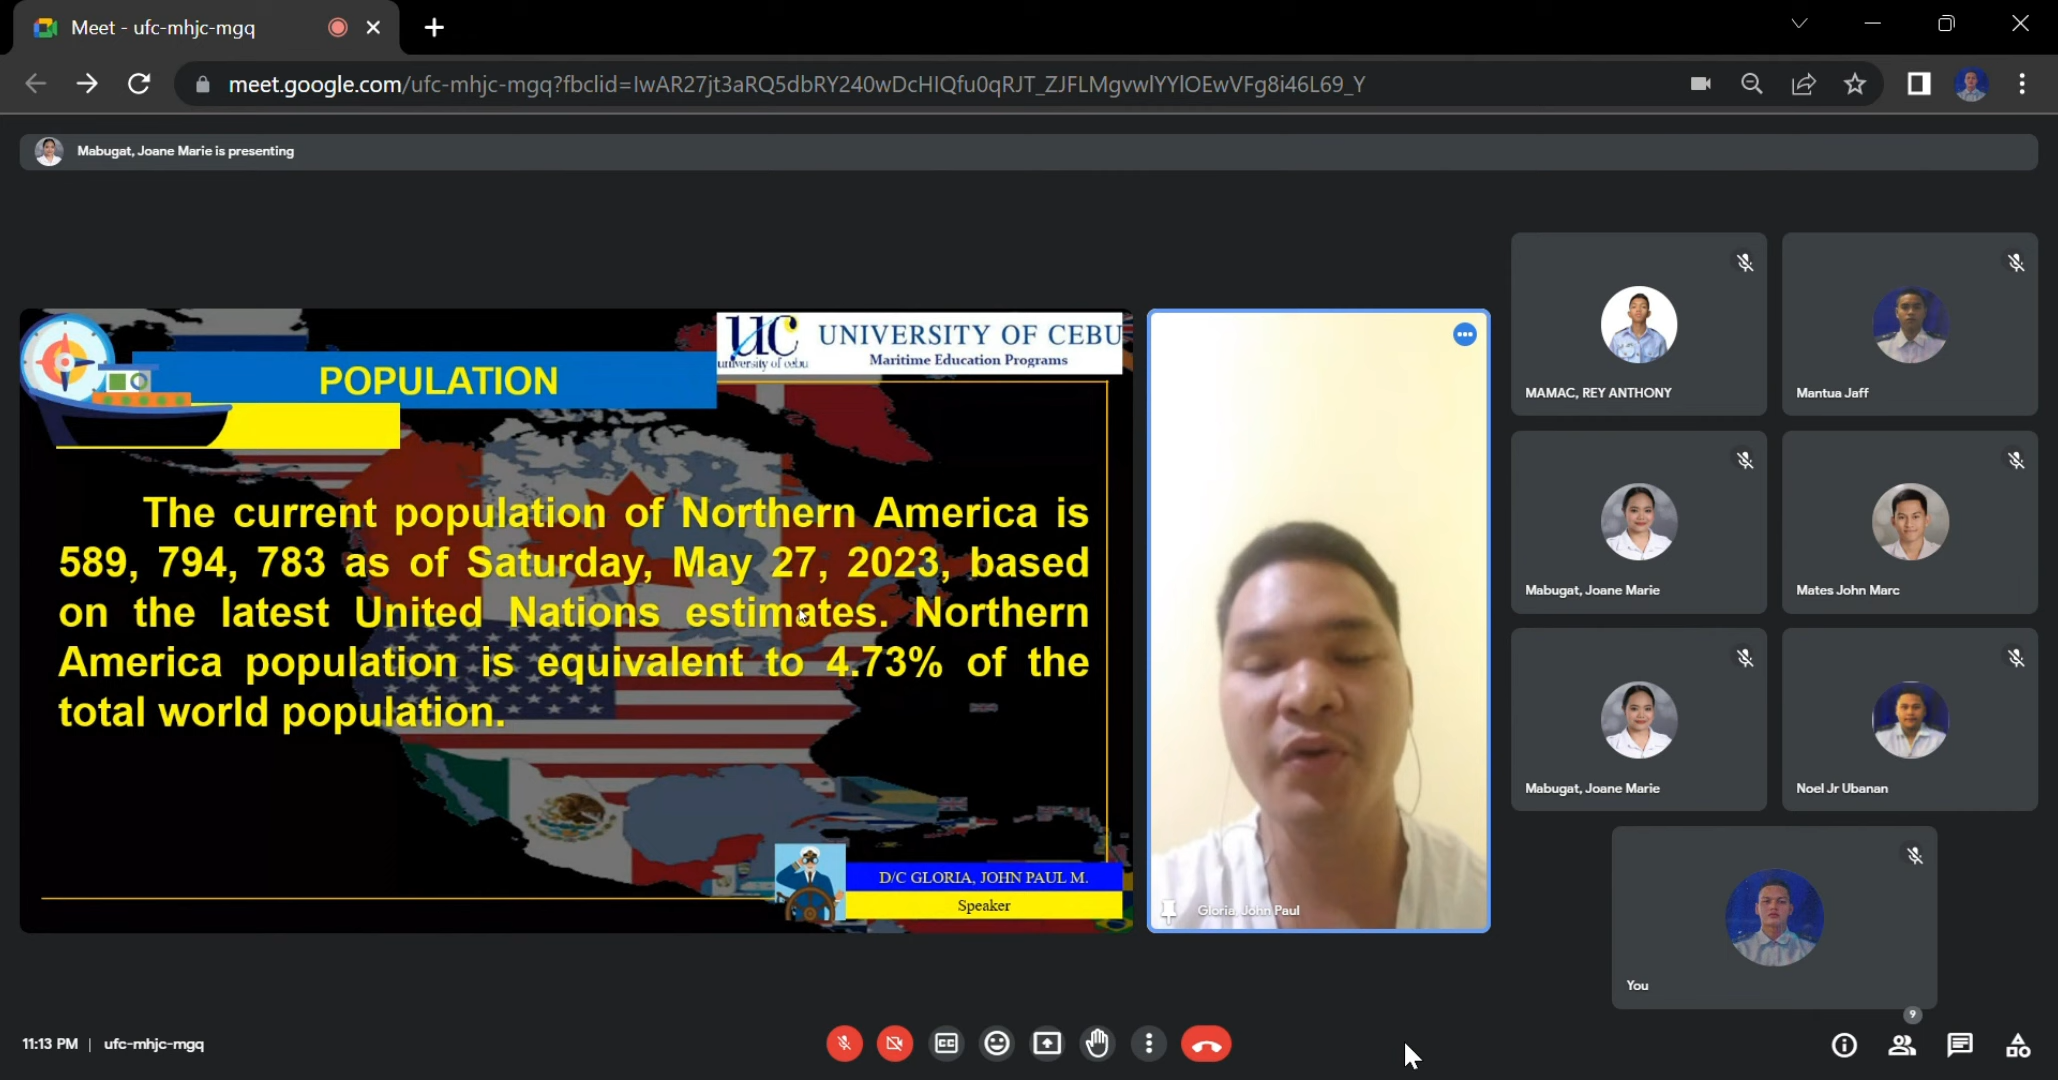 Meet - ufc-mhjc-mgq
meet.google.com/ufc-mhjc-mgq?fbclid=IwAR27jt3aRQ5dbRY240wDcHIQfu0qRJT_ZJFLMgvwlYYlOEwVFg8i46L69_Y
Mabugat, Joane Marie is presenting
UC
university of cebu
UNIVERSITY OF CEBU
Maritime Education Programs
POPULATION
The current population of Northern America is
589, 794, 783 as of Saturday, May 27, 2023, based
on the latest United Nations estimates. Northern
America population is equivalent to 4.73% of the
total world population.
D/C GLORIA, JOHN PAUL M.
Speaker
Gloria, John Paul
MAMAC, REY ANTHONY
Mantua Jaff
Mabugat, Joane Marie
Mates John Marc
Mabugat, Joane Marie
Noel Jr Ubanan
You
9
11:13 PM | ufc-mhjc-mgq
CC